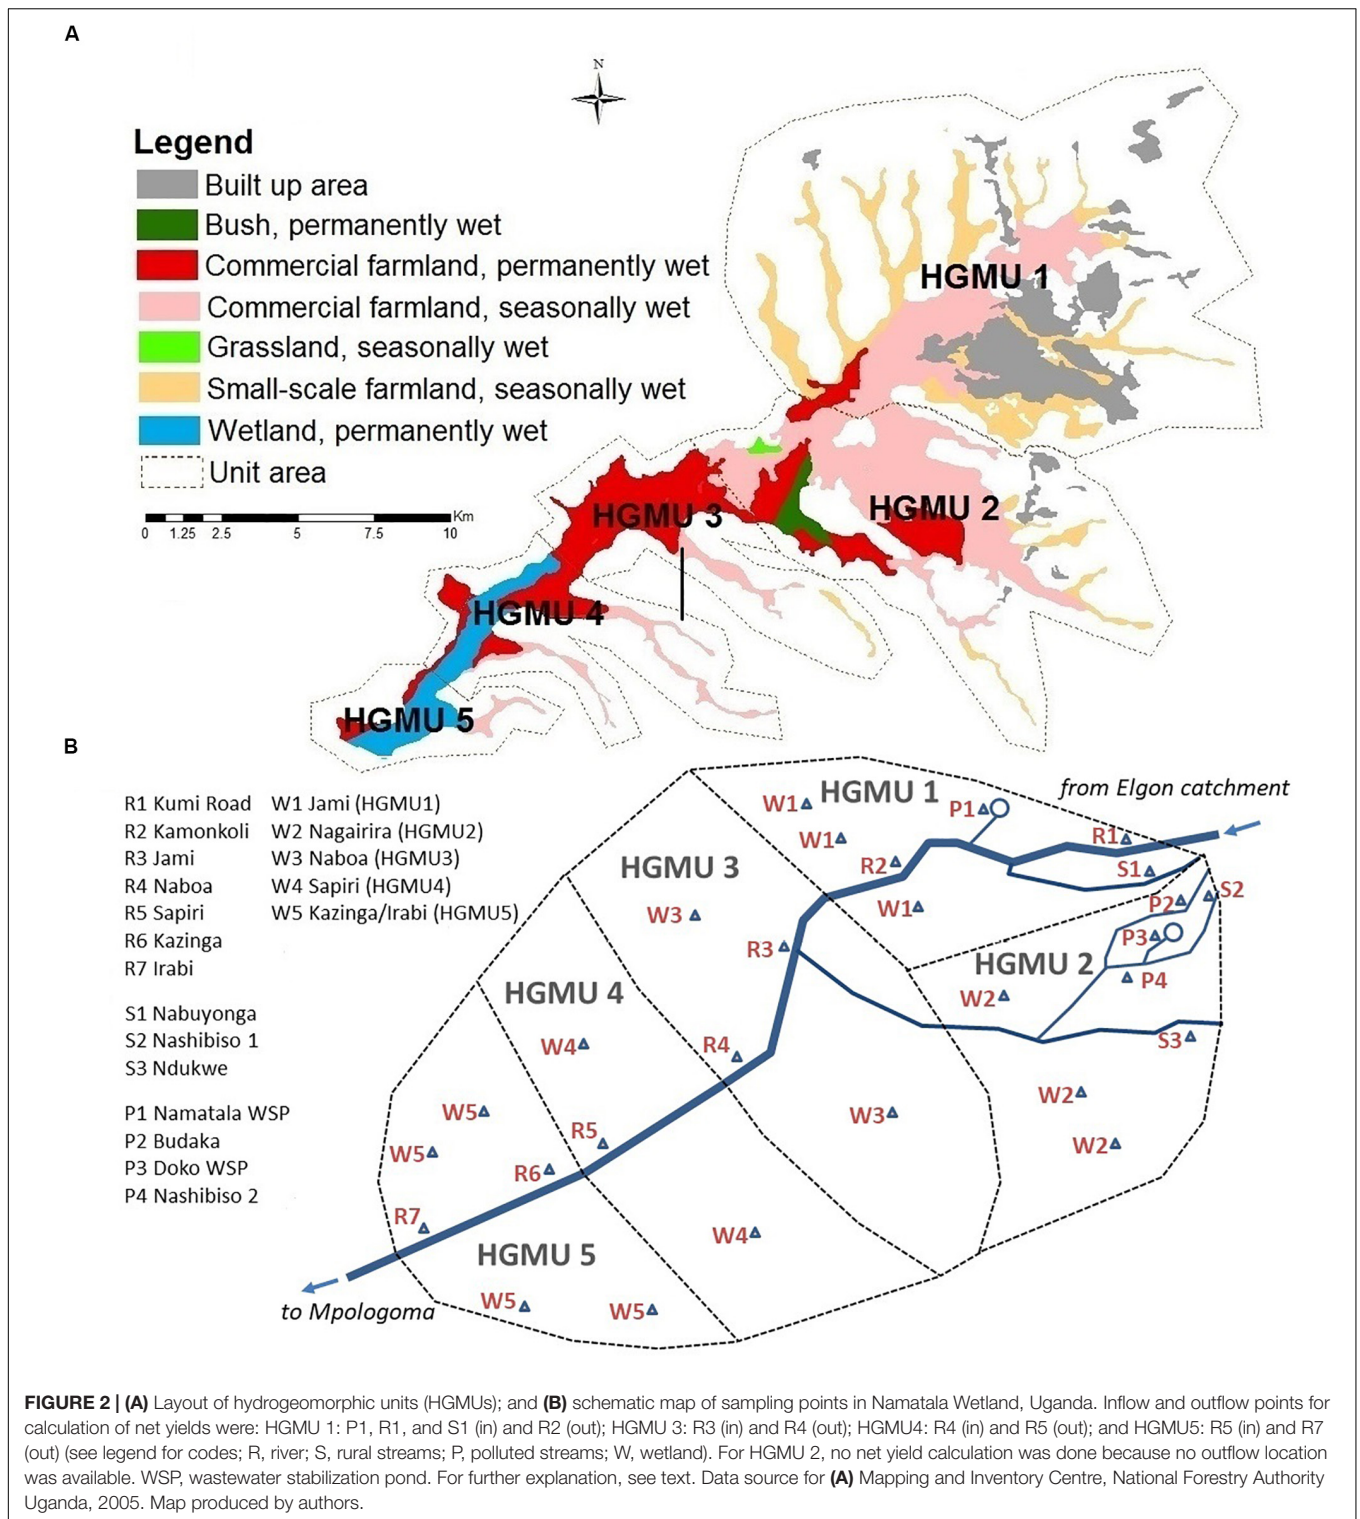 A
N
Legend
Built up area
Bush, permanently wet
Commercial farmland, permanently wet
Commercial farmland, seasonally wet
Grassland, seasonally wet
Small-scale farmland, seasonally wet
Wetland, permanently wet
Unit area
Km
0 1.25 2.5 5 7.5 10
HGMU 1
HGMU 2
HGMU 3
HGMU 4
HGMU 5
B
R1 Kumi Road
R2 Kamonkoli
R3 Jami
R4 Naboa
R5 Sapiri
R6 Kazinga
R7 Irabi
S1 Nabuyonga
S2 Nashibiso 1
S3 Ndukwe
P1 Namatala WSP
P2 Budaka
P3 Doko WSP
P4 Nashibiso 2
W1 Jami (HGMU1)
W2 Nagairira (HGMU2)
W3 Naboa (HGMU3)
W4 Sapiri (HGMU4)
W5 Kazinga/Irabi (HGMU5)
from Elgon catchment
HGMU 1
W1
P1
W1
R1
R2
S1
W1
S2
P2
P3
P4
HGMU 2
W2
S3
W2
W2
HGMU 3
W3
R3
R4
W3
HGMU 4
W4
R5
W4
W5
W5
R6
R7
HGMU 5
W5
W5
to Mpologoma
FIGURE 2 | (A) Layout of hydrogeomorphic units (HGMUs); and (B) schematic map of sampling points in Namatala Wetland, Uganda. Inflow and outflow points for
calculation of net yields were: HGMU 1: P1, R1, and S1 (in) and R2 (out); HGMU 3: R3 (in) and R4 (out); HGMU4: R4 (in) and R5 (out); and HGMU5: R5 (in) and R7
(out) (see legend for codes; R, river; S, rural streams; P, polluted streams; W, wetland). For HGMU 2, no net yield calculation was done because no outflow location
was available. WSP, wastewater stabilization pond. For further explanation, see text. Data source for (A) Mapping and Inventory Centre, National Forestry Authority
Uganda, 2005. Map produced by authors.